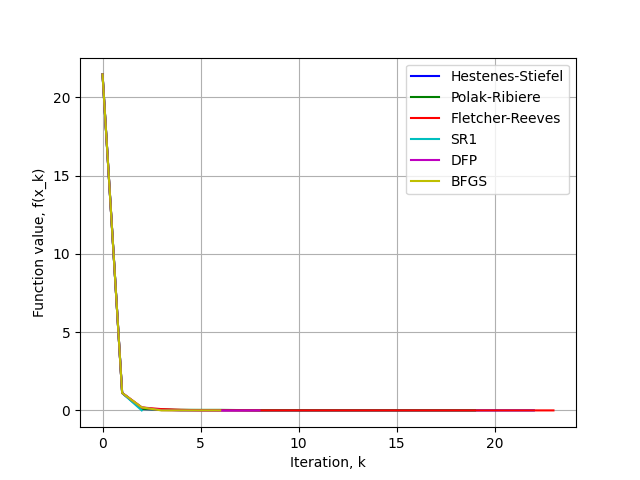 Hestenes-Stiefel
Polak-Ribiere
Fletcher-Reeves
SR1
DFP
BFGS
20
15
10
5
0
Function value, f(x_k)
0
5
10
15
20
Iteration, k